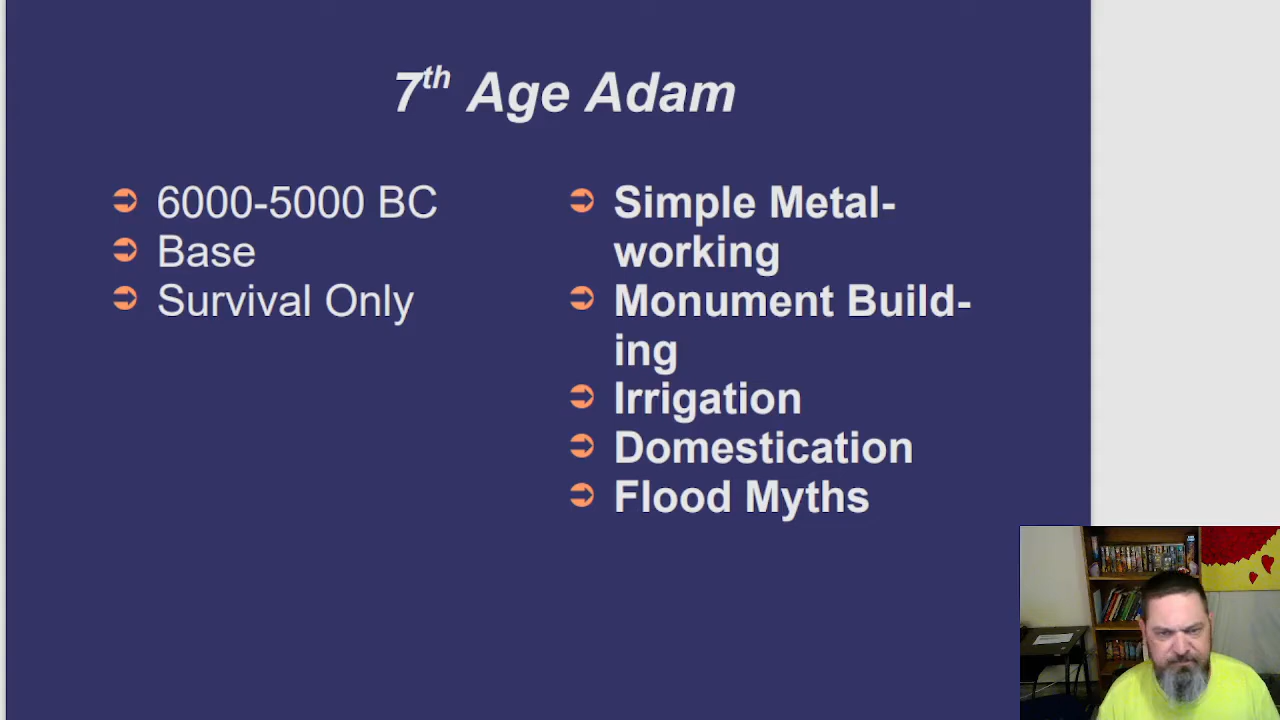 7th Age Adam
6000-5000 BC
Base
Survival Only
Simple Metal-
working
Monument Build-
ing
Irrigation
Domestication
Flood Myths